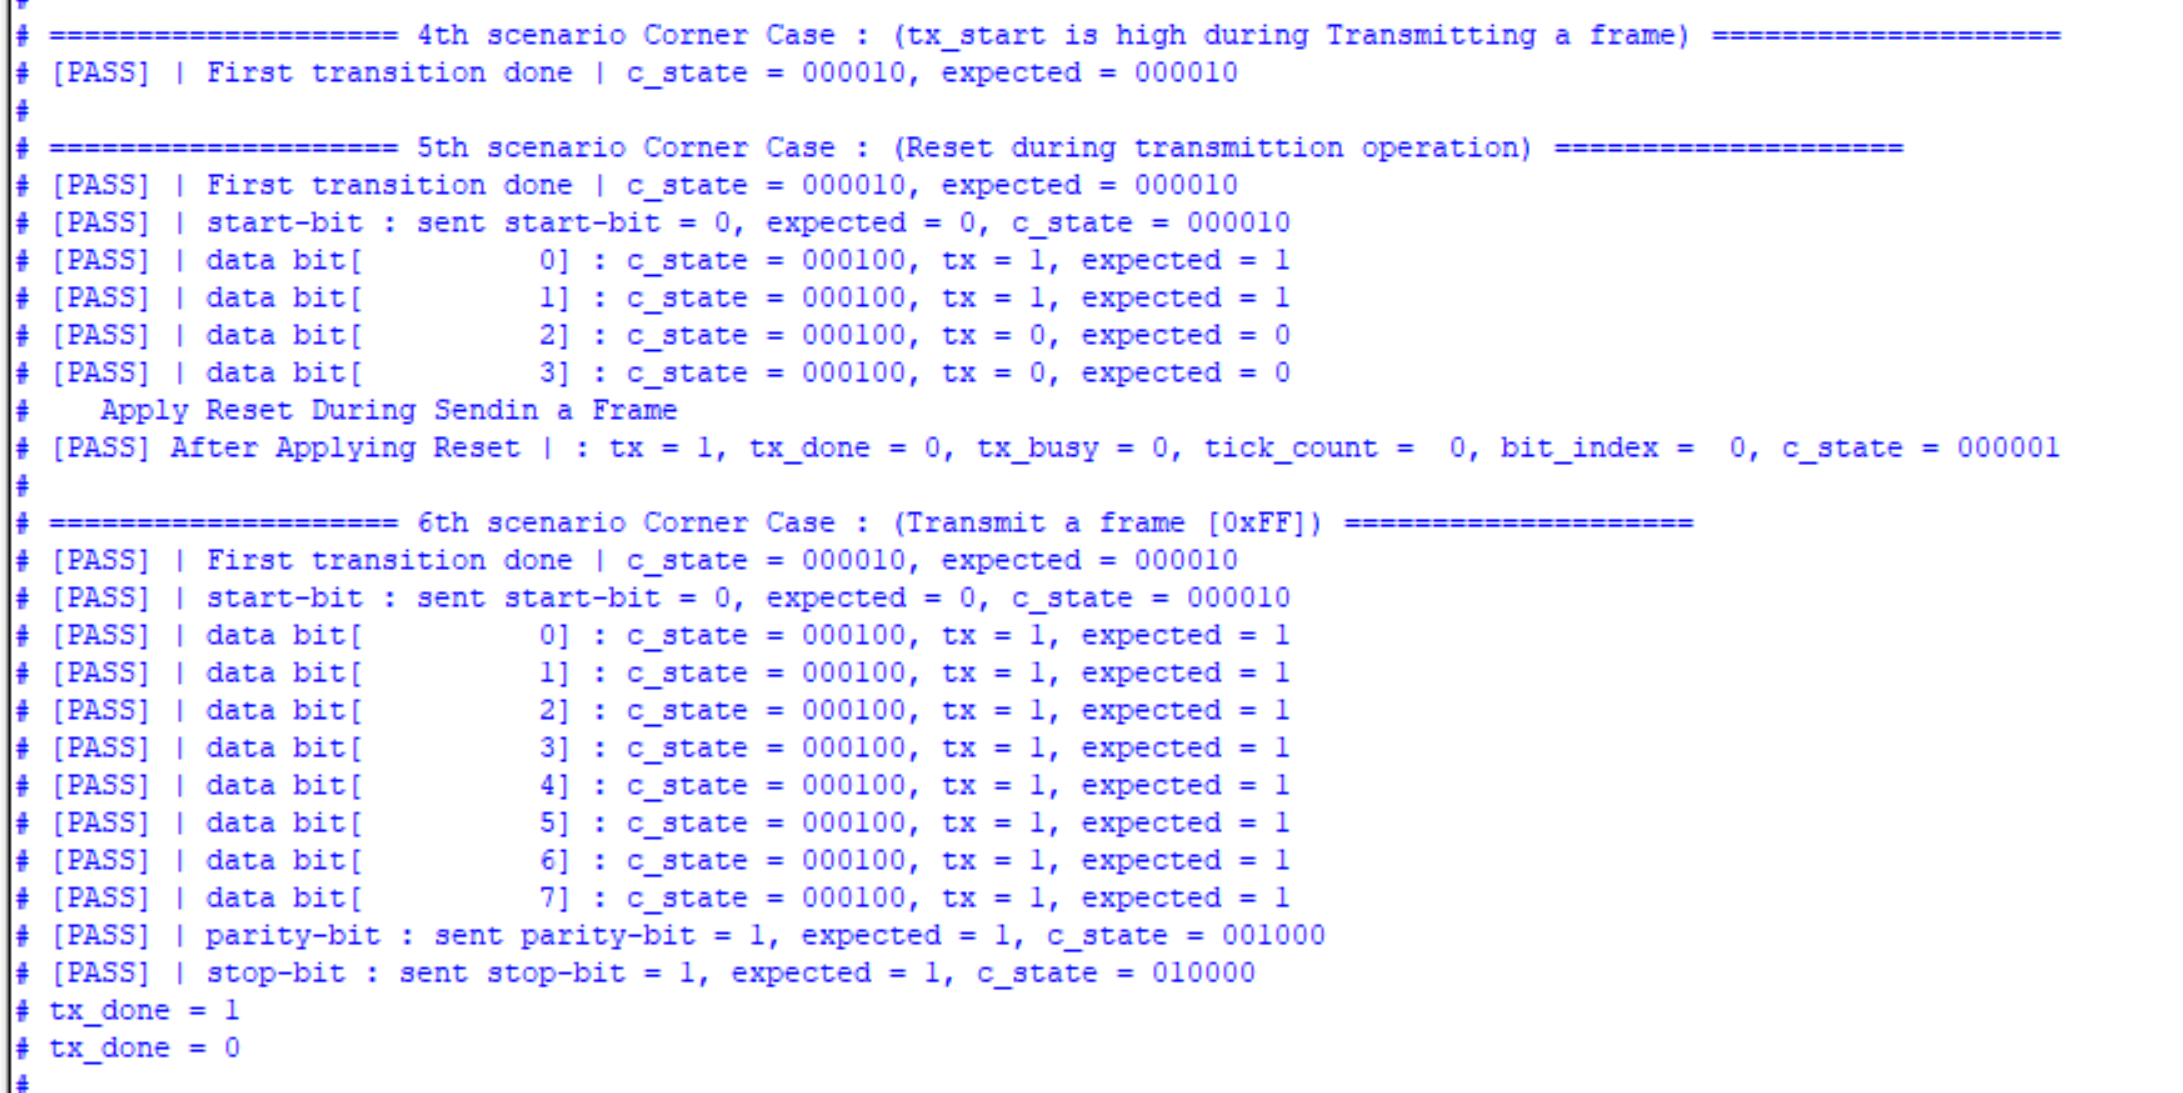 #
# ==================== 4th scenario Corner Case : (tx_start is high during Transmitting a frame) ====================
# [PASS] | First transition done | c_state = 000010, expected = 000010
#
# ==================== 5th scenario Corner Case : (Reset during transmittion operation) ====================
# [PASS] | First transition done | c_state = 000010, expected = 000010
# [PASS] | start-bit : sent start-bit = 0, expected = 0, c_state = 000010
# [PASS] | data bit[          0] : c_state = 000100, tx = 1, expected = 1
# [PASS] | data bit[          1] : c_state = 000100, tx = 1, expected = 1
# [PASS] | data bit[          2] : c_state = 000100, tx = 0, expected = 0
# [PASS] | data bit[          3] : c_state = 000100, tx = 0, expected = 0
#    Apply Reset During Sendin a Frame
# [PASS] After Applying Reset | : tx = 1, tx_done = 0, tx_busy = 0, tick_count =  0, bit_index =  0, c_state = 000001
#
# ==================== 6th scenario Corner Case : (Transmit a frame [0xFF]) ====================
# [PASS] | First transition done | c_state = 000010, expected = 000010
# [PASS] | start-bit : sent start-bit = 0, expected = 0, c_state = 000010
# [PASS] | data bit[          0] : c_state = 000100, tx = 1, expected = 1
# [PASS] | data bit[          1] : c_state = 000100, tx = 1, expected = 1
# [PASS] | data bit[          2] : c_state = 000100, tx = 1, expected = 1
# [PASS] | data bit[          3] : c_state = 000100, tx = 1, expected = 1
# [PASS] | data bit[          4] : c_state = 000100, tx = 1, expected = 1
# [PASS] | data bit[          5] : c_state = 000100, tx = 1, expected = 1
# [PASS] | data bit[          6] : c_state = 000100, tx = 1, expected = 1
# [PASS] | data bit[          7] : c_state = 000100, tx = 1, expected = 1
# [PASS] | parity-bit : sent parity-bit = 1, expected = 1, c_state = 001000
# [PASS] | stop-bit : sent stop-bit = 1, expected = 1, c_state = 010000
# tx_done = 1
# tx_done = 0
#